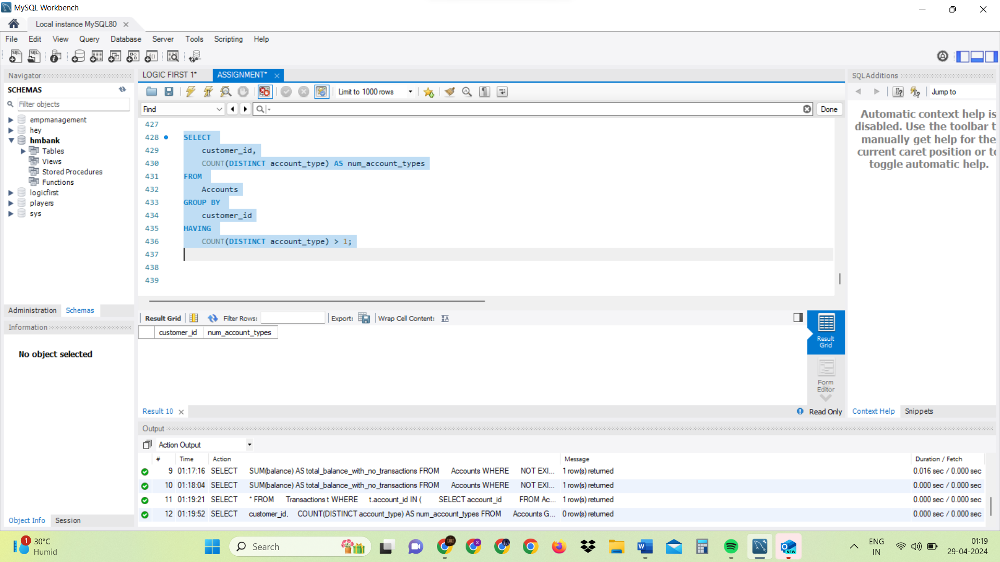 MySQL Workbench
Local instance MySQL80
File Edit View Query Database Server Tools Scripting Help
Navigator
SCHEMAS
Filter objects
empmanagement
hey
hmbank
Tables
Views
Stored Procedures
Functions
logicfirst
players
sys
Administration Schemas
Information
No object selected
Object Info Session
LOGIC FIRST 1* ASSIGNMENT*
Limit to 1000 rows
Find Done
427
428 SELECT
429 customer_id,
430 COUNT(DISTINCT account_type) AS num_account_types
431 FROM
432 Accounts
433 GROUP BY
434 customer_id
435 HAVING
436 COUNT(DISTINCT account_type) > 1;
437
438
439
Result Grid Filter Rows: Export: Wrap Cell Content:
customer_id num_account_types
Result
Grid
Form
Editor
Result 10 Read Only
SQLAdditions
Jump to
Automatic context help is
disabled. Use the toolbar t
manually get help for the
current caret position or to
toggle automatic help.
Context Help Snippets
Output
Action Output
# Time Action Message Duration / Fetch
9 01:17:16 SELECT SUM(balance) AS total_balance_with_no_transactions FROM Accounts WHERE NOT EXI... 1 row(s) returned 0.016 sec / 0.000 sec
10 01:18:04 SELECT SUM(balance) AS total_balance_with_no_transactions FROM Accounts WHERE NOT EXI... 1 row(s) returned 0.000 sec / 0.000 sec
11 01:19:21 SELECT * FROM Transactions t WHERE t.account_id IN ( SELECT account_id FROM Ac... 1 row(s) returned 0.000 sec / 0.000 sec
12 01:19:52 SELECT customer_id, COUNT(DISTINCT account_type) AS num_account_types FROM Accounts G... 0 row(s) returned 0.000 sec / 0.000 sec
1
30°C
Humid
Search
ENG
IN
01:19
29-04-2024